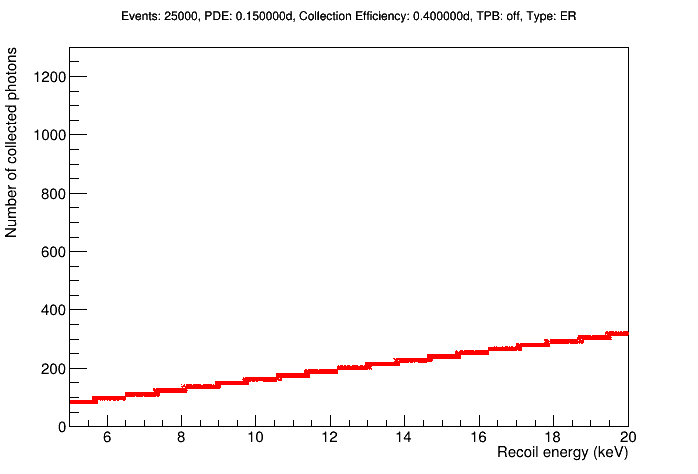 Events: 25000, PDE: 0.150000d, Collection Efficiency: 0.400000d, TPB: off, Type: ER
Number of collected photons
1200
1000
800
600
400
200
0
6 8 10 12 14 16 18 20
Recoil energy (keV)